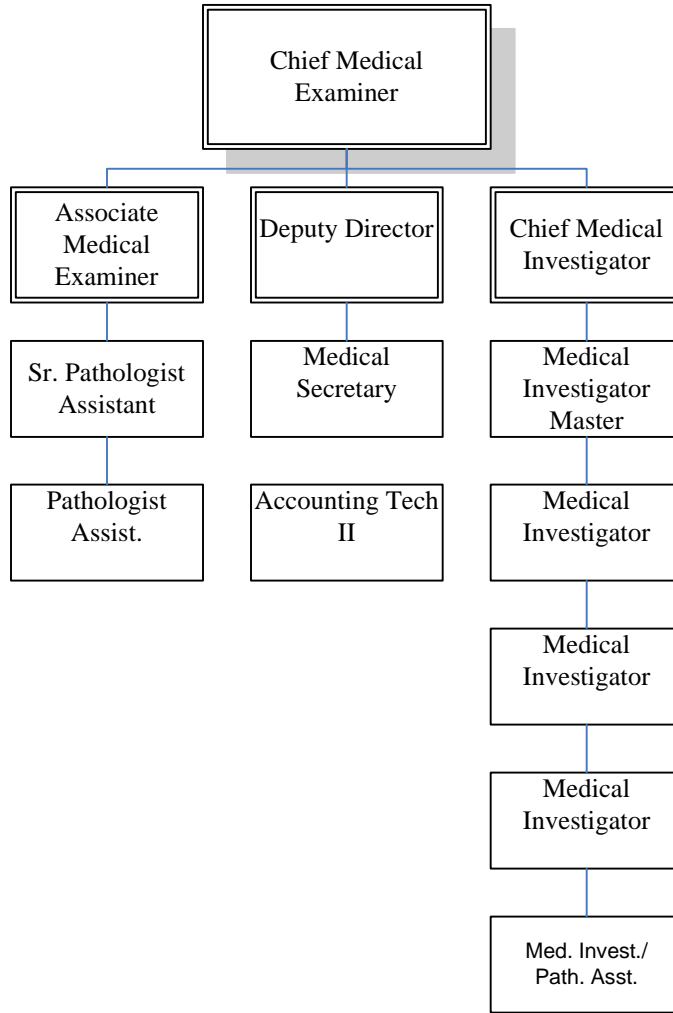 Chief Medical
Examiner
Associate
Medical
Examiner
Deputy Director
Chief Medical
Investigator
Sr. Pathologist
Assistant
Medical
Secretary
Medical
Investigator
Master
Pathologist
Assist.
Accounting Tech
II
Medical
Investigator
Medical
Investigator
Medical
Investigator
Med. Invest./
Path. Asst.